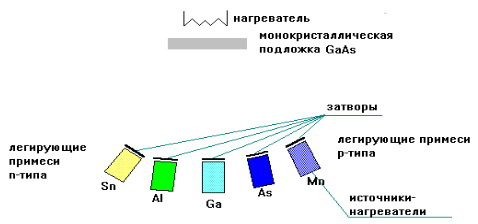 нагреватель
монокристаллическая
подложка GaAs
затворы
легирующие
примеси
n-типа
легирующие примеси
p-типа
Sn
Al
Ga
As
Mn
источники-
нагреватели